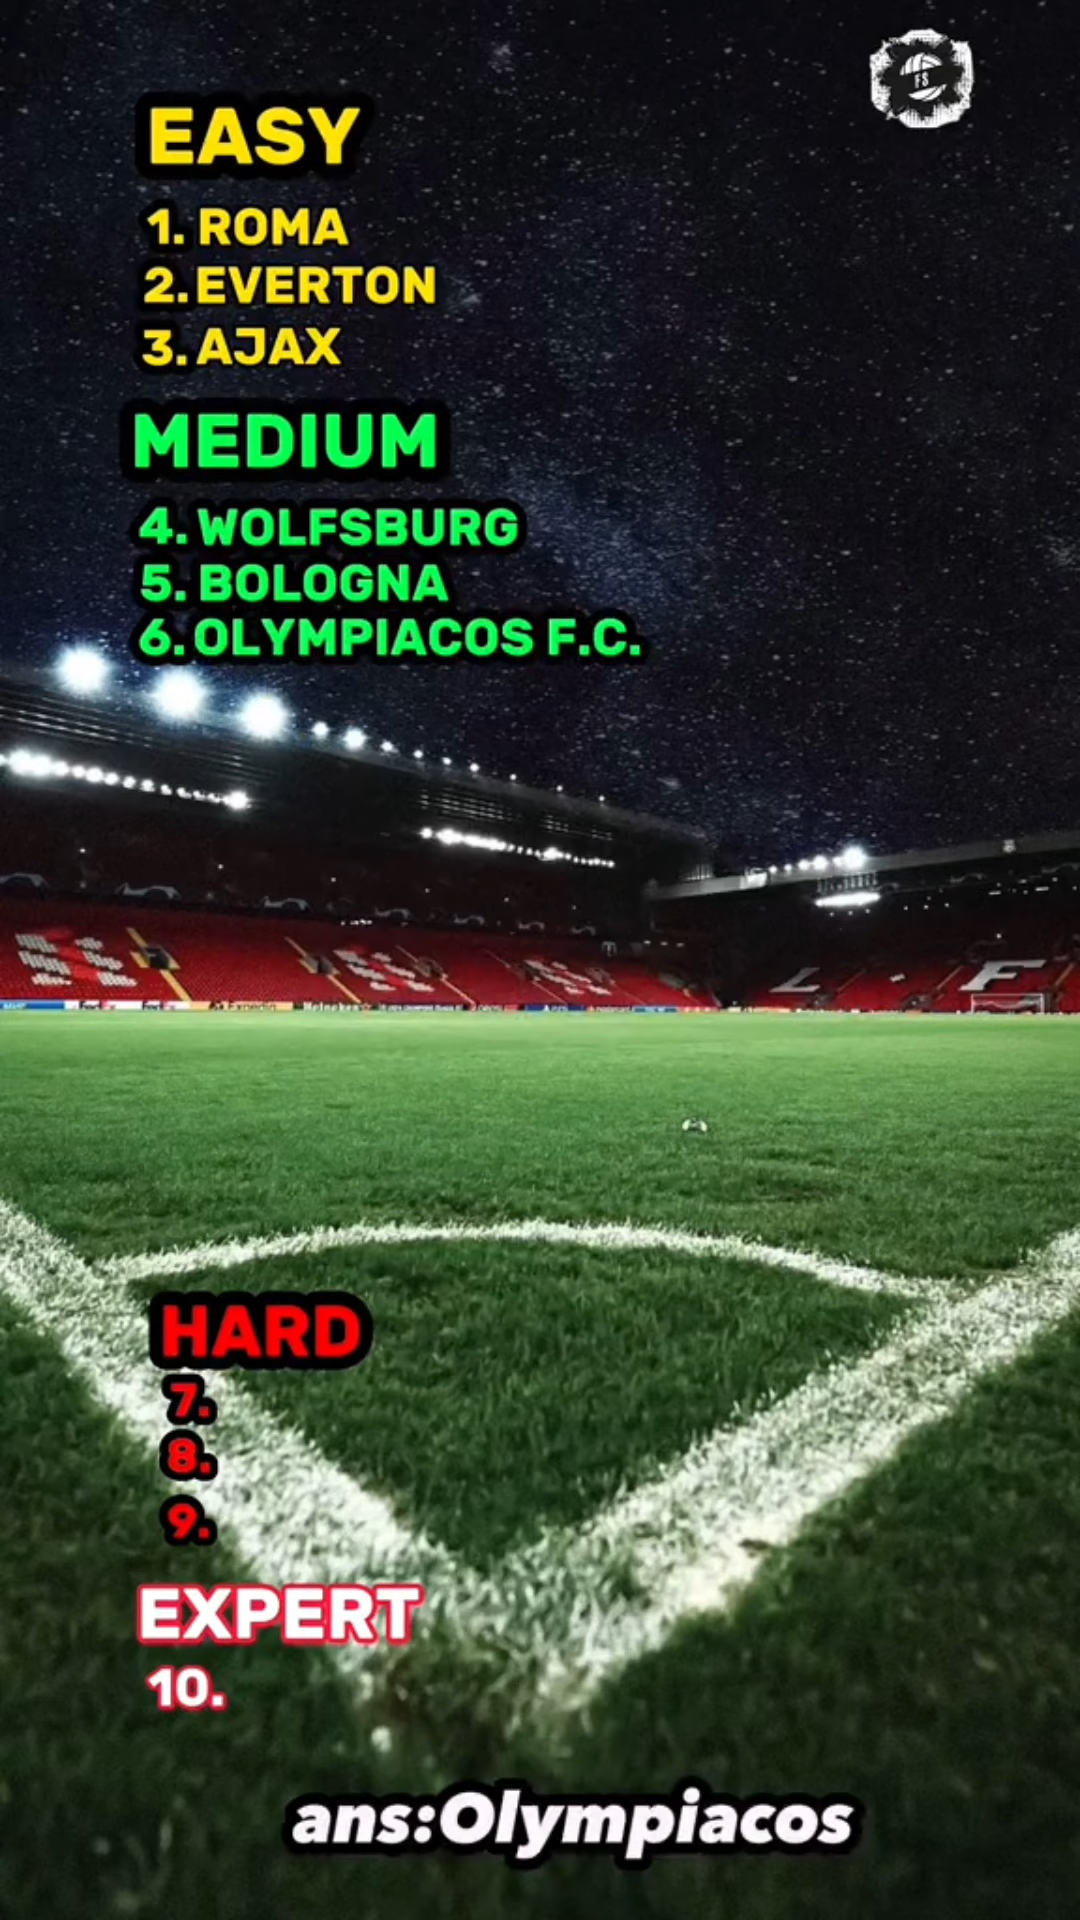 FS
EASY
1. ROMA
2. EVERTON
3. AJAX
MEDIUM
4. WOLFSBURG
5. BOLOGNA
6. OLYMPIACOS F.C.
L F
HARD
7.
8.
9.
EXPERT
10.
ans:Olympiacos